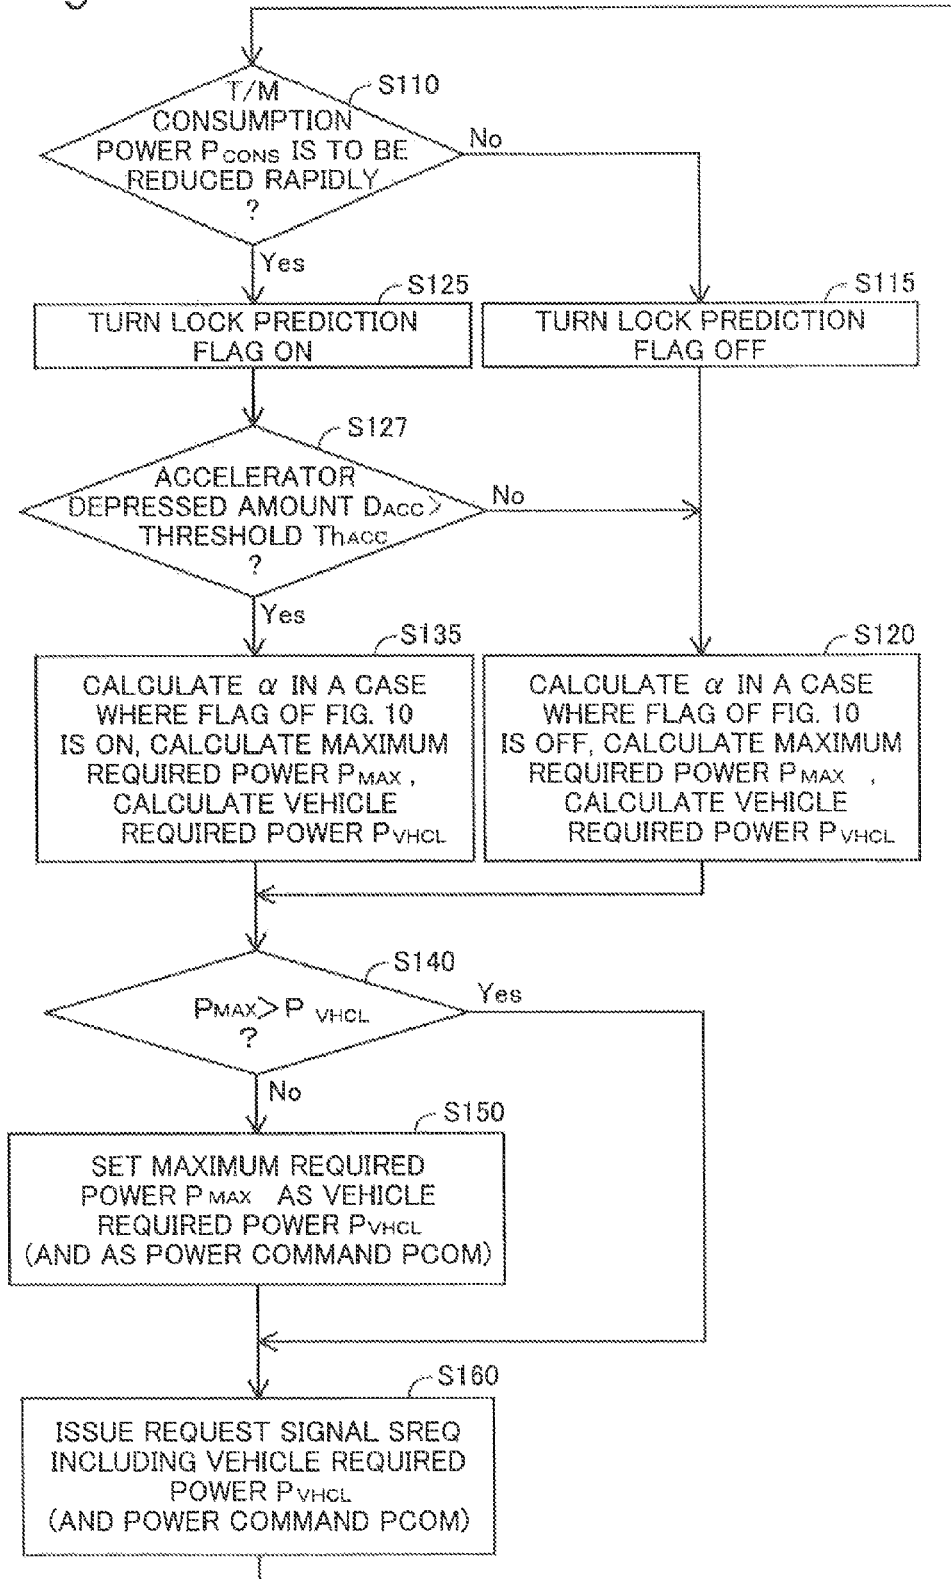 S110
T/M
CONSUMPTION
POWER PCONS IS TO BE
REDUCED RAPIDLY
?
No
Yes
S125
TURN LOCK PREDICTION
FLAG ON
S115
TURN LOCK PREDICTION
FLAG OFF
S127
ACCELERATOR
DEPRESSED AMOUNT DACC>
THRESHOLD ThACC
?
No
Yes
S135
CALCULATE α IN A CASE
WHERE FLAG OF FIG. 10
IS ON, CALCULATE MAXIMUM
REQUIRED POWER PMAX ,
CALCULATE VEHICLE
REQUIRED POWER PVHCL
S120
CALCULATE α IN A CASE
WHERE FLAG OF FIG. 10
IS OFF, CALCULATE MAXIMUM
REQUIRED POWER PMAX ,
CALCULATE VEHICLE
REQUIRED POWER PVHCL
S140
PMAX>P VHCL
?
Yes
No
S150
SET MAXIMUM REQUIRED
POWER PMAX AS VEHICLE
REQUIRED POWER PVHCL
(AND AS POWER COMMAND PCOM)
S160
ISSUE REQUEST SIGNAL SREQ
INCLUDING VEHICLE REQUIRED
POWER PVHCL
(AND POWER COMMAND PCOM)